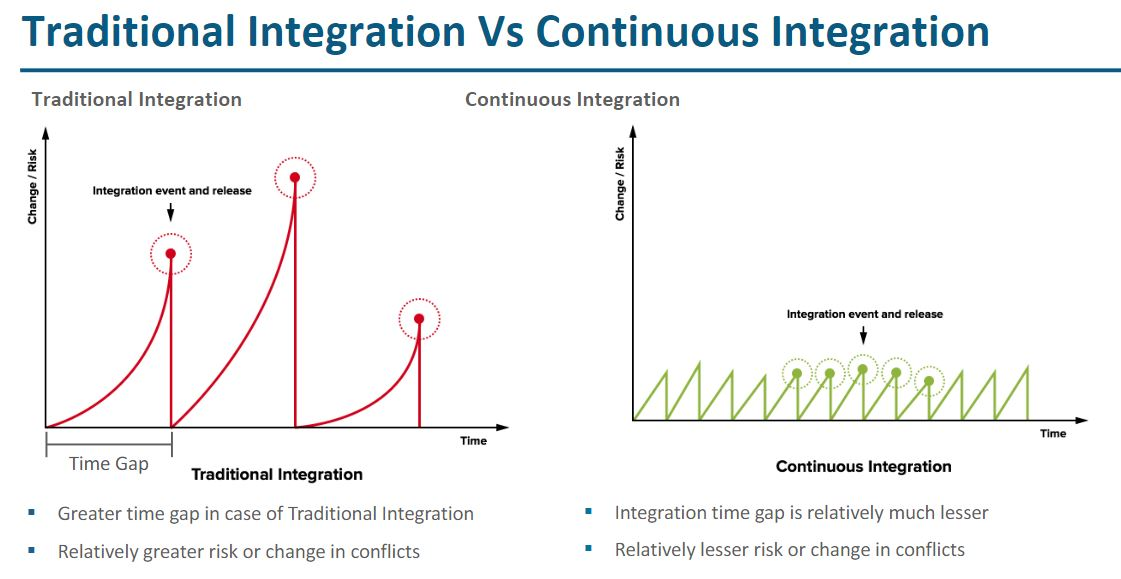 Traditional Integration Vs Continuous Integration
Traditional Integration
Change / Risk
Integration event and release
Time
Time Gap
Traditional Integration
▪ Greater time gap in case of Traditional Integration
▪ Relatively greater risk or change in conflicts
Continuous Integration
Change / Risk
Integration event and release
Time
Continuous Integration
▪ Integration time gap is relatively much lesser
▪ Relatively lesser risk or change in conflicts